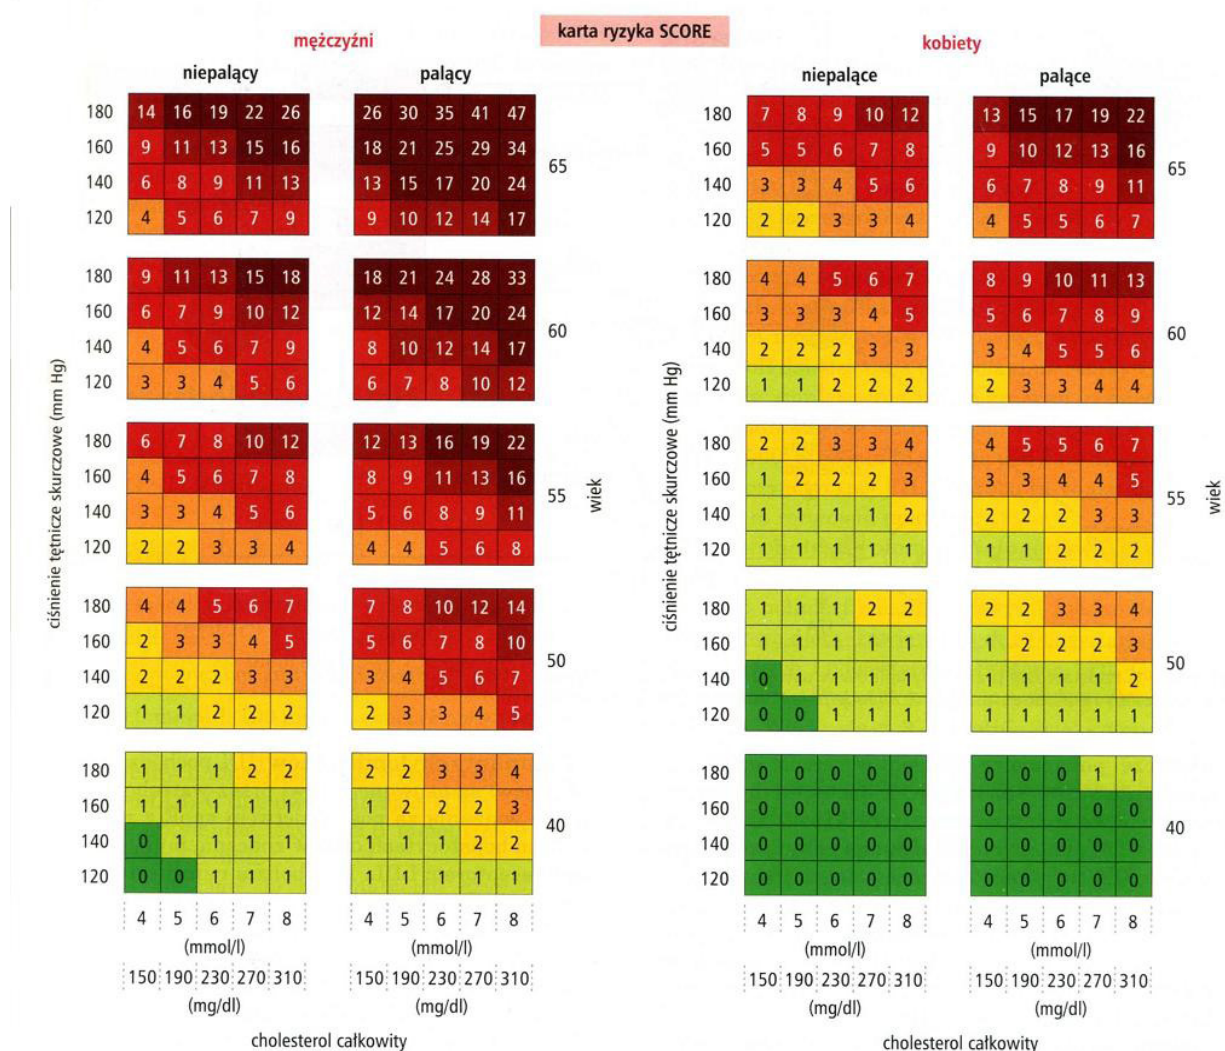 karta ryzyka SCORE
mężczyźni
kobiety
niepalący palący niepalące palące
180 14 16 19 22 26 26 30 35 41 47 180 7 8 9 10 12 13 15 17 19 22
160 9 11 13 15 16 18 21 25 29 34 160 5 5 6 7 8 9 10 12 13 16
65 65
140 6 8 9 11 13 13 15 17 20 24 140 3 3 4 5 6 6 7 8 9 11
120 4 5 6 7 9 9 10 12 14 17 120 2 2 3 3 4 4 5 5 6 7
180 9 11 13 15 18 18 21 24 28 33 180 4 4 5 6 7 8 9 10 11 13
160 6 7 9 10 12 12 14 17 20 24 160 3 3 3 4 5 5 6 7 8 9
60 60
140 4 5 6 7 9 8 10 12 14 17 140 2 2 2 3 3 3 4 5 5 6
120 3 3 4 5 6 6 7 8 10 12 120 1 1 2 2 2 2 3 3 4 4
180 6 7 8 10 12 12 13 16 19 22 180 2 2 3 3 4 4 5 5 6 7
160 4 5 6 7 8 8 9 11 13 16 160 1 2 2 2 3 3 3 4 4 5
55 55
140 3 3 4 5 6 5 6 8 9 11 140 1 1 1 1 2 2 2 2 3 3
120 2 2 3 3 4 4 4 5 6 8 120 1 1 1 1 1 1 1 2 2 2
180 4 4 5 6 7 7 8 10 12 14 180 1 1 1 2 2 2 2 3 3 4
160 2 3 3 4 5 5 6 7 8 10 160 1 1 1 1 1 1 2 2 2 3
50 50
140 2 2 2 3 3 3 4 5 6 7 140 0 1 1 1 1 1 1 1 1 2
120 1 1 2 2 2 2 3 3 4 5 120 0 0 1 1 1 1 1 1 1 1
180 1 1 1 2 2 2 2 3 3 4 180 0 0 0 0 0 0 0 0 1 1
160 1 1 1 1 1 1 2 2 2 3 160 0 0 0 0 0 0 0 0 0 0
40 40
140 0 1 1 1 1 1 1 1 2 2 140 0 0 0 0 0 0 0 0 0 0
120 0 0 1 1 1 1 1 1 1 1 120 0 0 0 0 0 0 0 0 0 0
ciśnienie tętnicze skurczowe (mm Hg)
wiek
ciśnienie tętnicze skurczowe (mm Hg)
wiek
4 5 6 7 8 4 5 6 7 8 4 5 6 7 8 4 5 6 7 8
(mmol/l) (mmol/l) (mmol/l) (mmol/l)
150 190 230 270 310 150 190 230 270 310 150 190 230 270 310 150 190 230 270 310
(mg/dl) (mg/dl) (mg/dl) (mg/dl)
cholesterol całkowity cholesterol całkowity